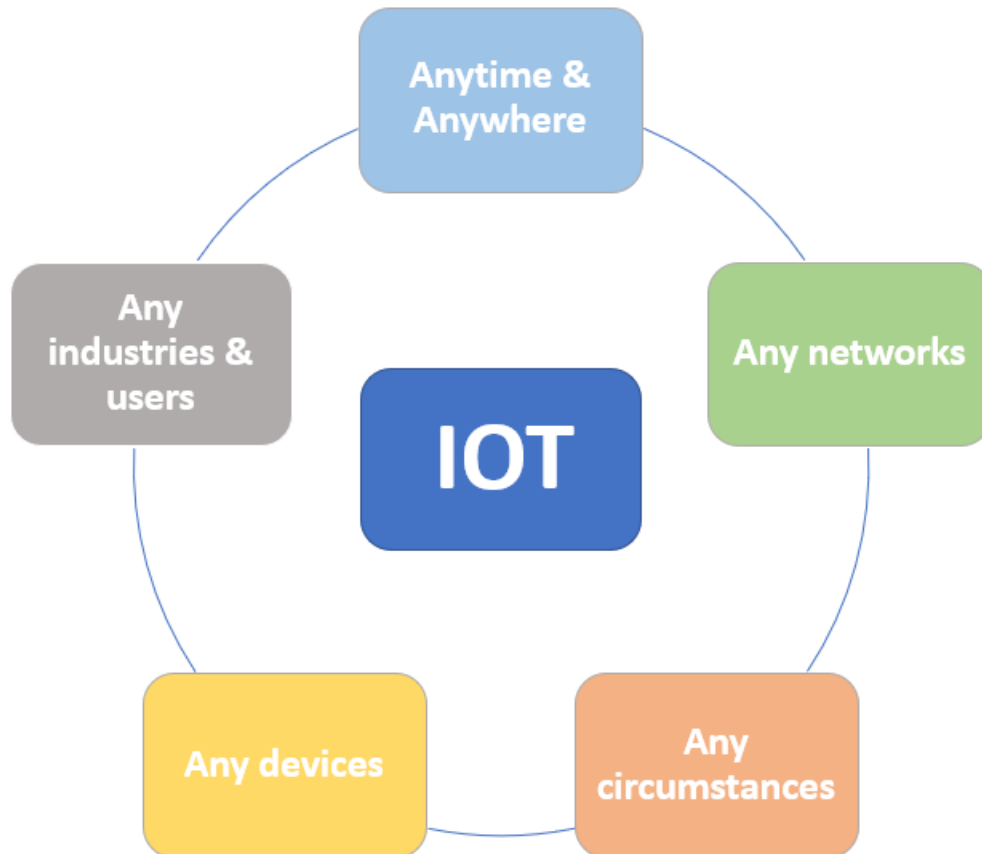 Anytime &
Anywhere
Any
industries &
users
Any networks
IOT
Any devices
Any
circumstances